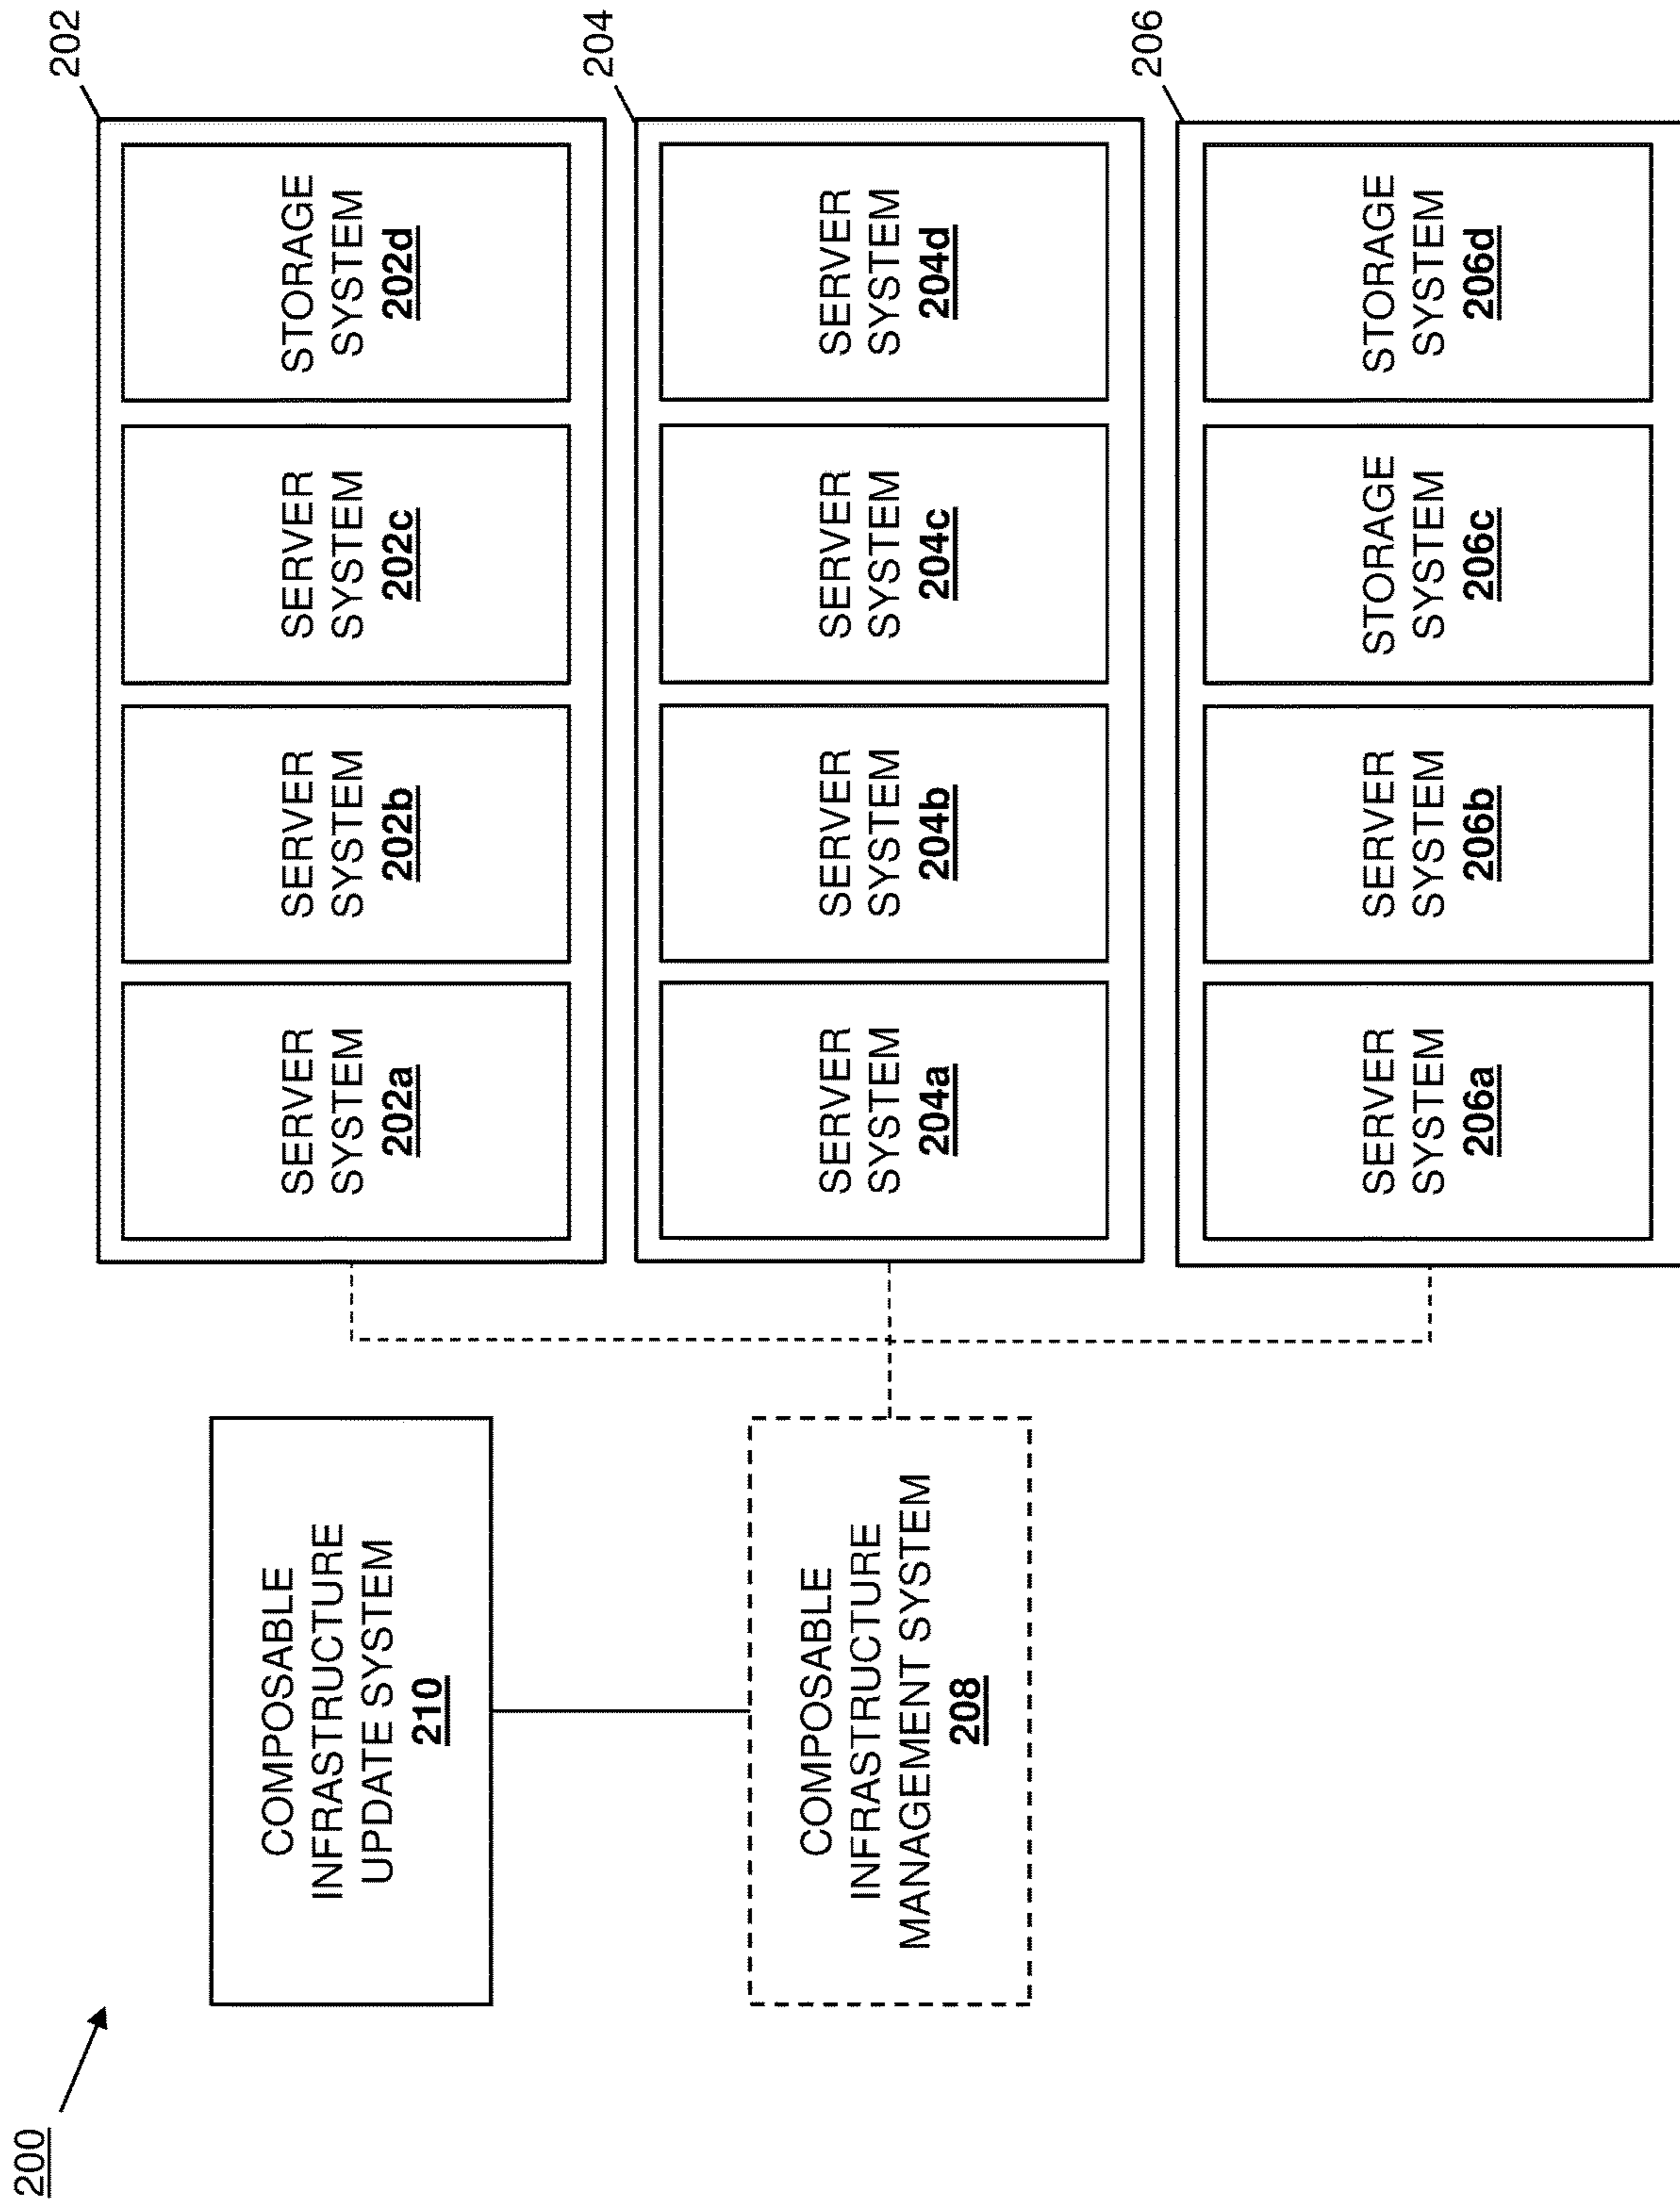 200
COMPOSABLE
INFRASTRUCTURE
UPDATE SYSTEM
210
COMPOSABLE
INFRASTRUCTURE
MANAGEMENT SYSTEM
208
202
SERVER
SYSTEM
202a
SERVER
SYSTEM
202b
SERVER
SYSTEM
202c
STORAGE
SYSTEM
202d
204
SERVER
SYSTEM
204a
SERVER
SYSTEM
204b
SERVER
SYSTEM
204c
SERVER
SYSTEM
204d
206
SERVER
SYSTEM
206a
SERVER
SYSTEM
206b
STORAGE
SYSTEM
206c
STORAGE
SYSTEM
206d